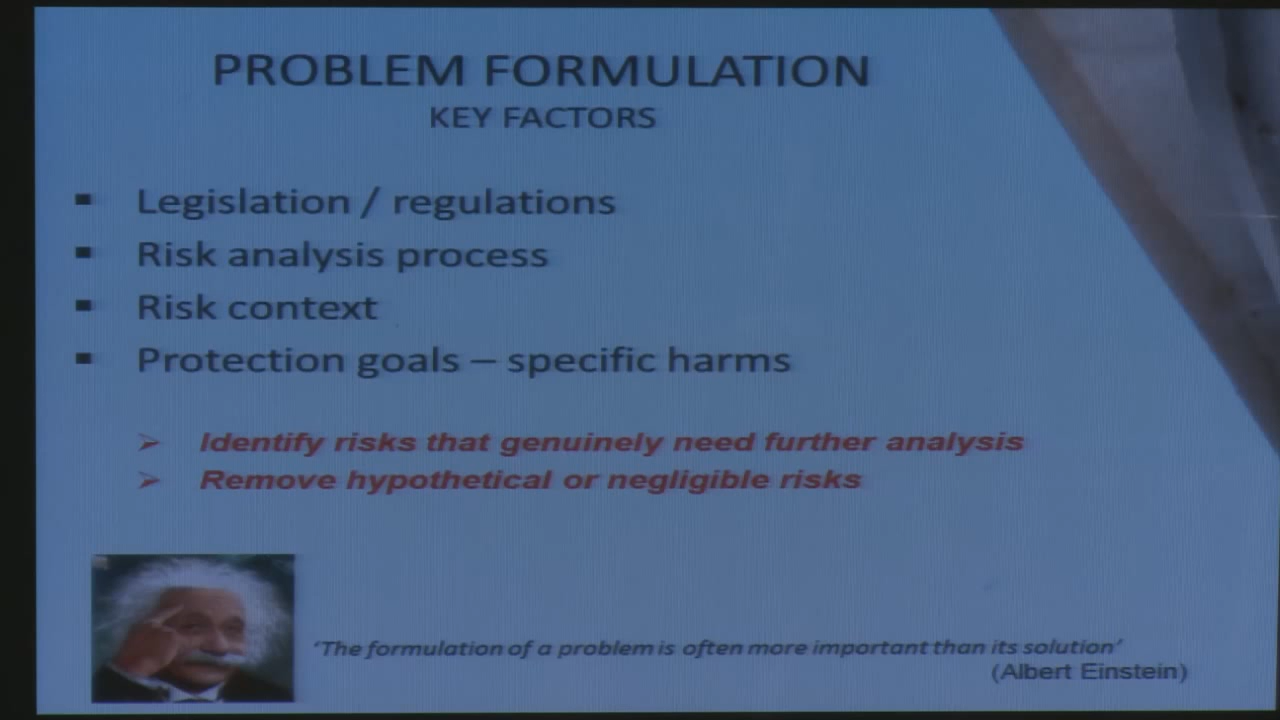 PROBLEM FORMULATION
KEY FACTORS
▪ Legislation / regulations
▪ Risk analysis process
▪ Risk context
▪ Protection goals – specific harms
➢ Identify risks that genuinely need further analysis
➢ Remove hypothetical or negligible risks
‘The formulation of a problem is often more important than its solution’
(Albert Einstein)